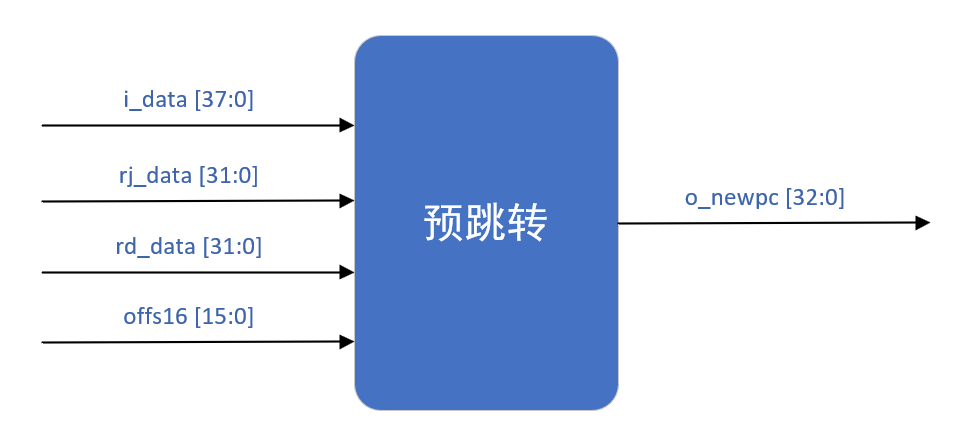 i_data [37:0]
rj_data [31:0]
rd_data [31:0]
offs16 [15:0]
预跳转
o_newpc [32:0]